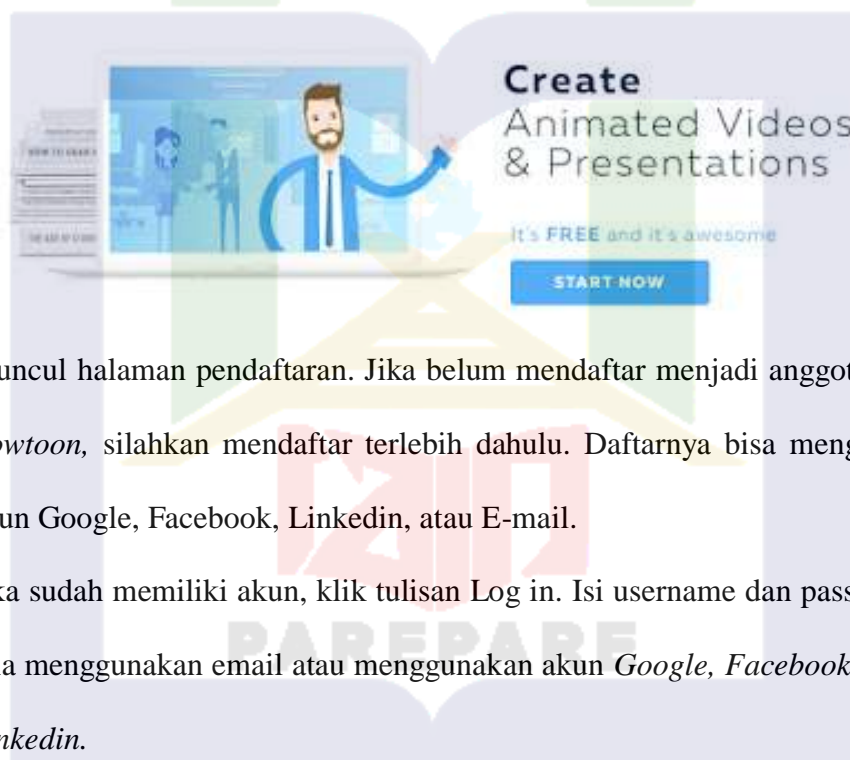 Create
Animated Videos
& Presentations
It's FREE and it's awesome
START NOW
uncul halaman pendaftaran. Jika belum mendaftar menjadi anggot
owtoon, silahkan mendaftar terlebih dahulu. Daftarnya bisa meng
un Google, Facebook, Linkedin, atau E-mail.
ka sudah memiliki akun, klik tulisan Log in. Isi username dan pass
a menggunakan email atau menggunakan akun Google, Facebook
nkedin.
PAREPARE